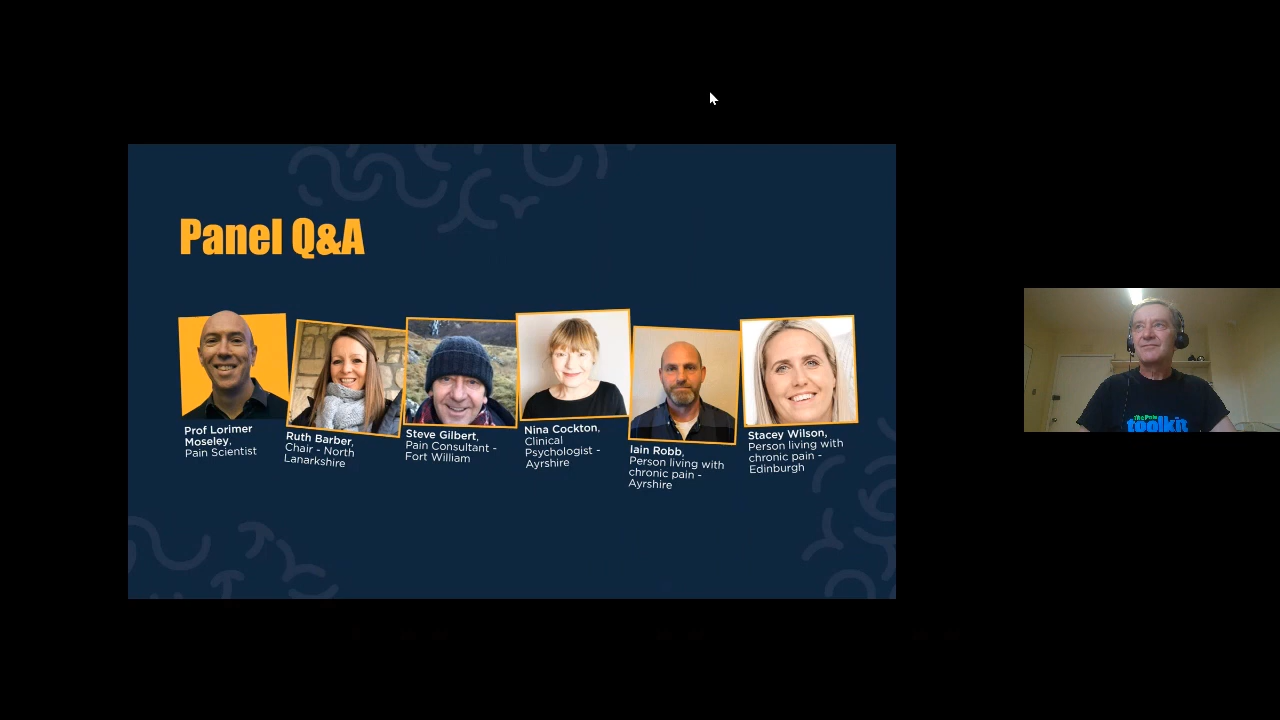 Panel Q&A
Prof Lorimer
Moseley,
Pain Scientist
Ruth Barber,
Chair - North
Lanarkshire
Steve Gilbert,
Pain Consultant -
Fort William
Nina Cockton,
Clinical
Psychologist -
Ayrshire
Iain Robb,
Person living with
chronic pain -
Ayrshire
Stacey Wilson,
Person living with
chronic pain -
Edinburgh
The Pain
toolkit